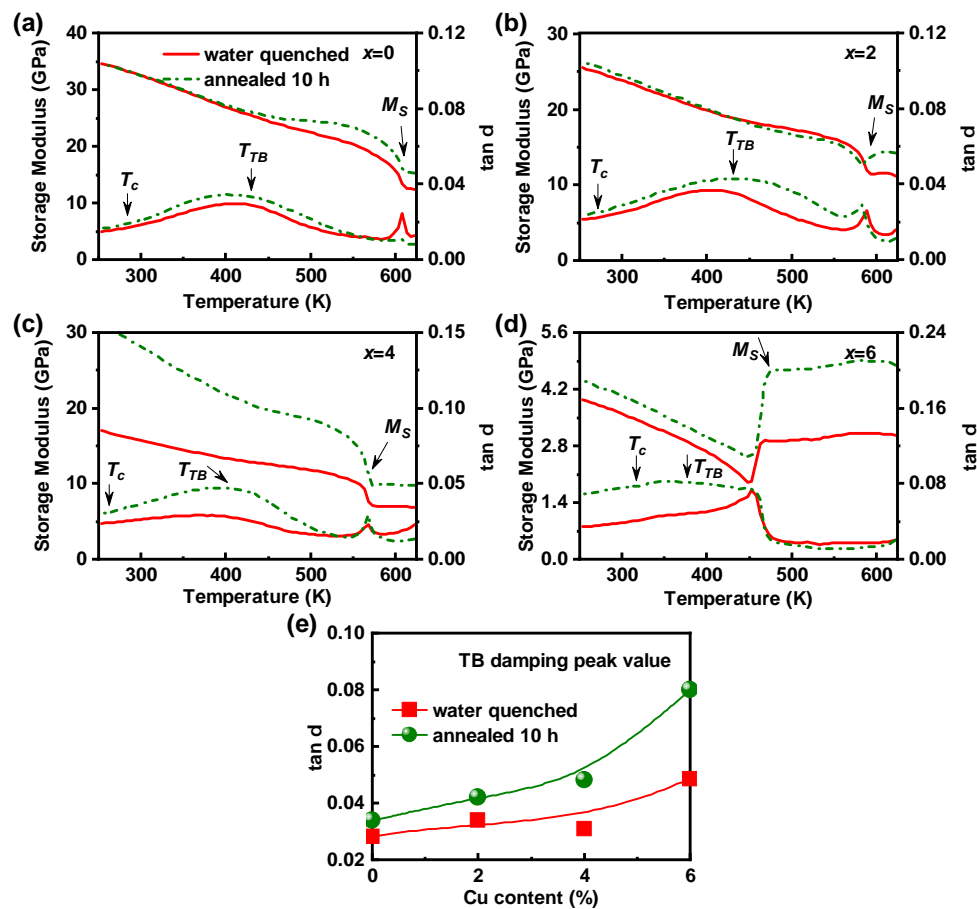 (a)
40
30
20
10
0
Storage Modulus (GPa)
water quenched
annealed 10 h
x=0
M_S
T_TB
T_c
0.12
0.08
0.04
0.00
tan d
300 400 500 600
Temperature (K)
(b)
30
20
10
0
Storage Modulus (GPa)
x=2
M_S
T_TB
T_c
0.12
0.08
0.04
0.00
tan d
300 400 500 600
Temperature (K)
(c)
30
20
10
0
Storage Modulus (GPa)
x=4
M_S
T_TB
T_c
0.15
0.10
0.05
0.00
tan d
300 400 500 600
Temperature (K)
(d)
5.6
4.2
2.8
1.4
0.0
Storage Modulus (GPa)
M_S
x=6
T_c
T_TB
0.24
0.16
0.08
0.00
tan d
300 400 500 600
Temperature (K)
(e)
0.10
0.08
0.06
0.04
0.02
tan d
TB damping peak value
water quenched
annealed 10 h
0 2 4 6
Cu content (%)